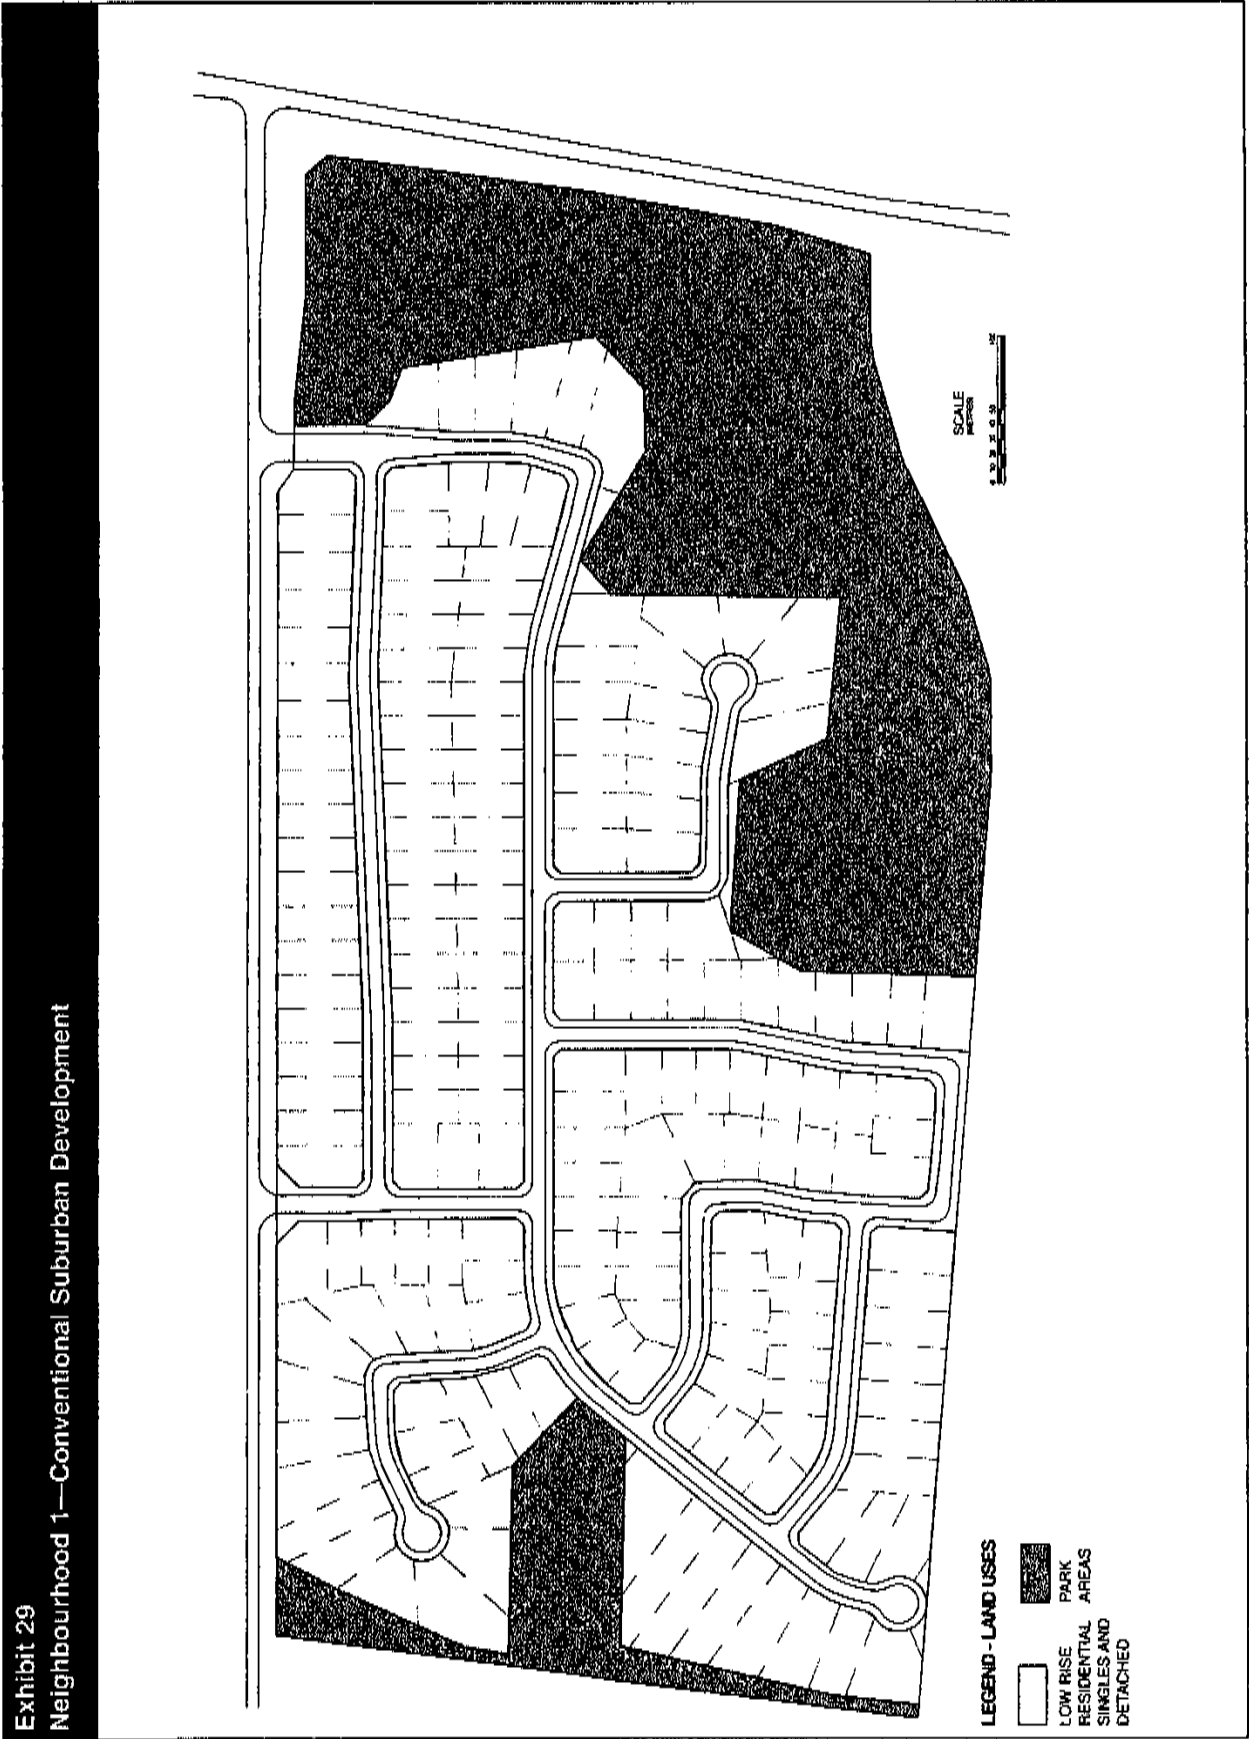 Exhibit 29
Neighbourhood 1—Conventional Suburban Development
SCALE
LEGEND - LAND USES
LOW RISE
RESIDENTIAL
SINGLES AND
DETACHED
PARK
AREAS